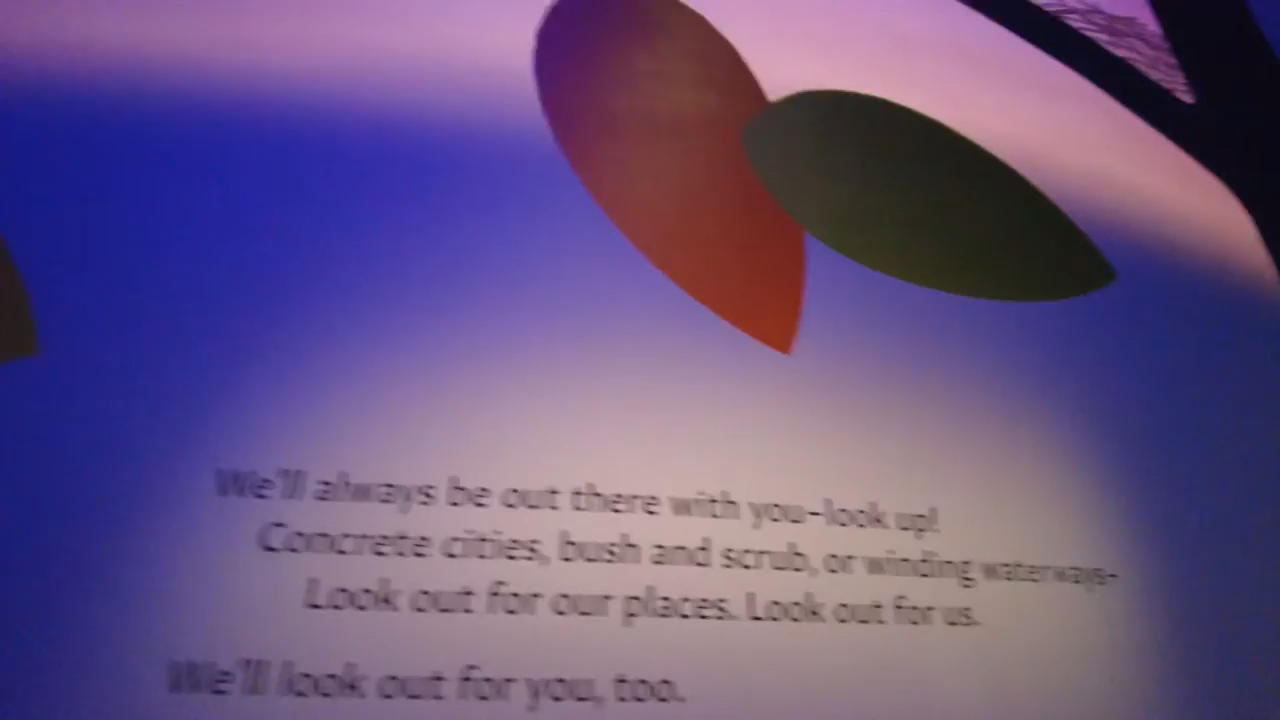 We'll always be out there with you–look up!
Concrete cities, bush and scrub, or winding waterways–
Look out for our places. Look out for us.
We'll look out for you, too.